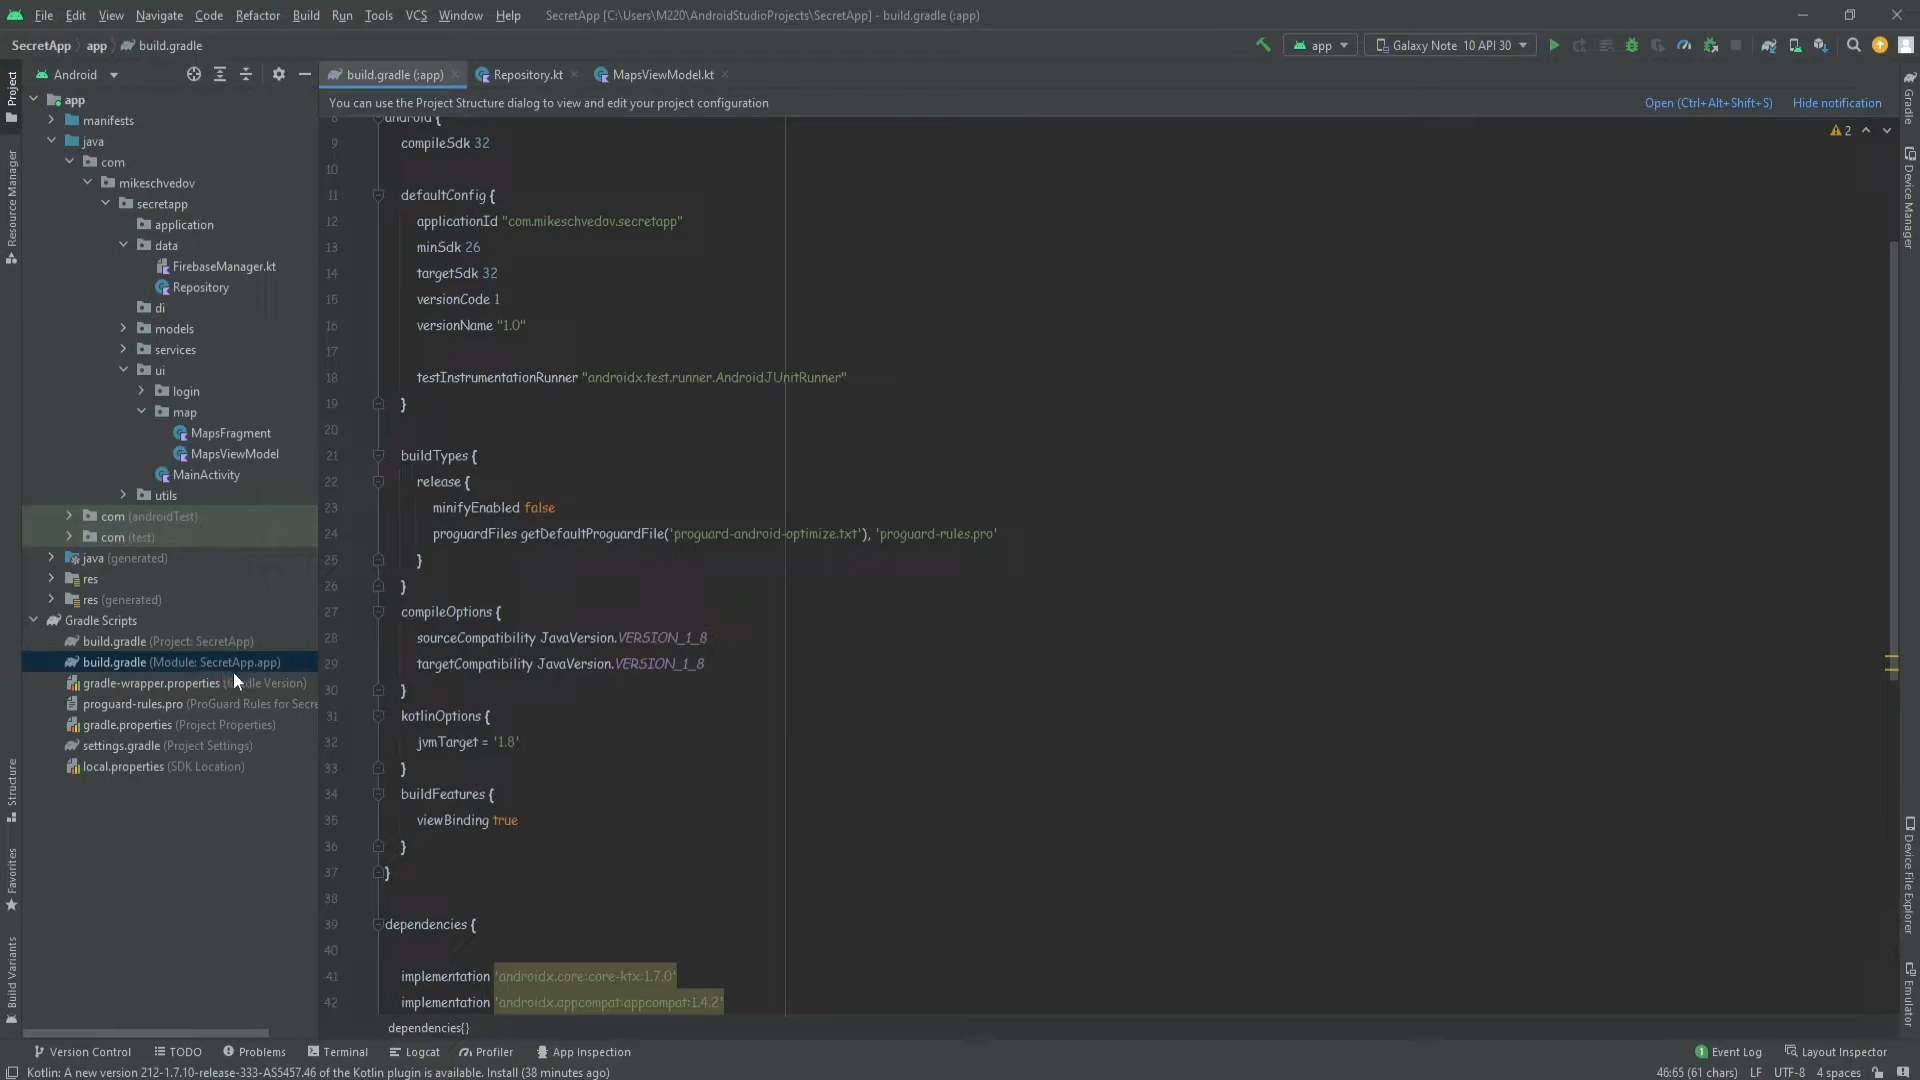 File Edit View Navigate Code Refactor Build Run Tools VCS Window Help SecretApp [C:\Users\M220\AndroidStudioProjects\SecretApp] - build.gradle (:app)
SecretApp app build.gradle app Galaxy Note 10 API 30
Project
Resource Manager
Structure
Favorites
Build Variants
Android
app
manifests
java
com
mikeschvedov
secretapp
application
data
FirebaseManager.kt
Repository
di
models
services
ui
login
map
MapsFragment
MapsViewModel
MainActivity
utils
com (androidTest)
com (test)
java (generated)
res
res (generated)
Gradle Scripts
build.gradle (Project: SecretApp)
build.gradle (Module: SecretApp.app)
gradle-wrapper.properties (Gradle Version)
proguard-rules.pro (ProGuard Rules for Secre
gradle.properties (Project Properties)
settings.gradle (Project Settings)
local.properties (SDK Location)
build.gradle (:app) Repository.kt MapsViewModel.kt
You can use the Project Structure dialog to view and edit your project configuration Open (Ctrl+Alt+Shift+S) Hide notification
2
8 android {
9 compileSdk 32
10
11 defaultConfig {
12 applicationId "com.mikeschvedov.secretapp"
13 minSdk 26
14 targetSdk 32
15 versionCode 1
16 versionName "1.0"
17
18 testInstrumentationRunner "androidx.test.runner.AndroidJUnitRunner"
19 }
20
21 buildTypes {
22 release {
23 minifyEnabled false
24 proguardFiles getDefaultProguardFile('proguard-android-optimize.txt'), 'proguard-rules.pro'
25 }
26 }
27 compileOptions {
28 sourceCompatibility JavaVersion.VERSION_1_8
29 targetCompatibility JavaVersion.VERSION_1_8
30 }
31 kotlinOptions {
32 jvmTarget = '1.8'
33 }
34 buildFeatures {
35 viewBinding true
36 }
37 }
38
39 dependencies {
40
41 implementation 'androidx.core:core-ktx:1.7.0'
42 implementation 'androidx.appcompat:appcompat:1.4.2'
dependencies{}
Gradle
Device Manager
Device File Explorer
Emulator
Version Control TODO Problems Terminal Logcat Profiler App Inspection 1 Event Log Layout Inspector
Kotlin: A new version 212-1.7.10-release-333-AS5457.46 of the Kotlin plugin is available. Install (38 minutes ago) 46:65 (61 chars) LF UTF-8 4 spaces